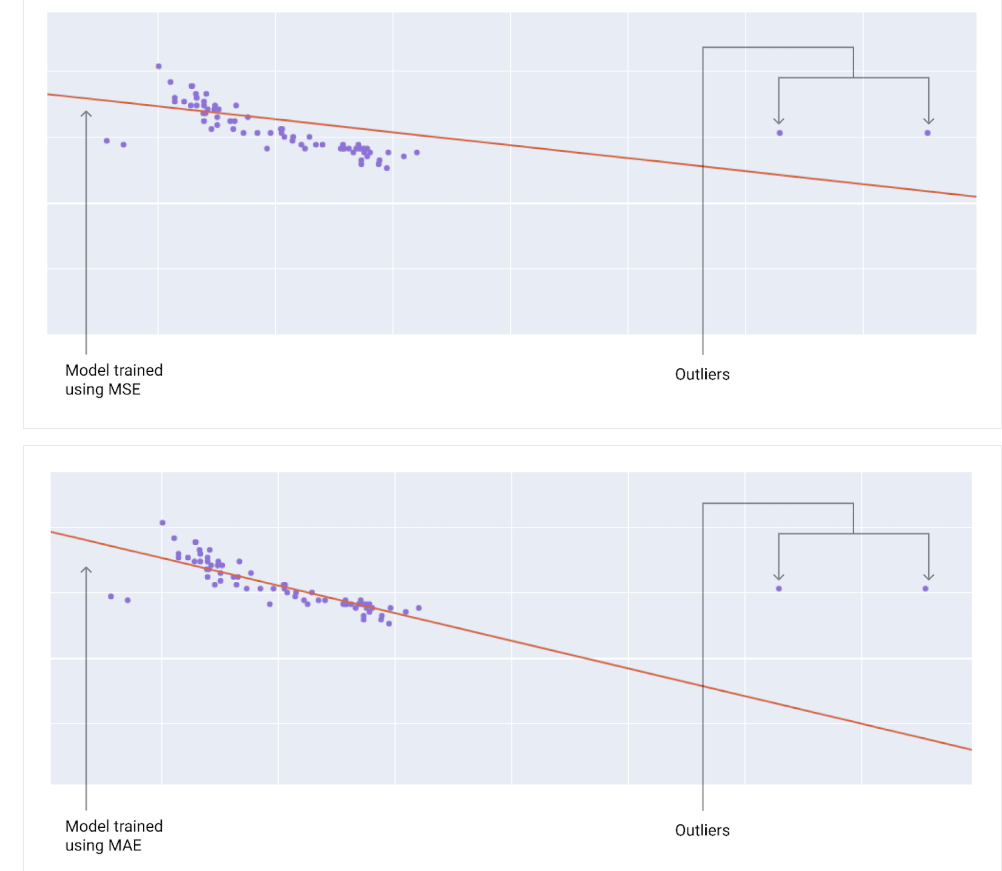 Model trained
using MSE
Outliers
Model trained
using MAE
Outliers